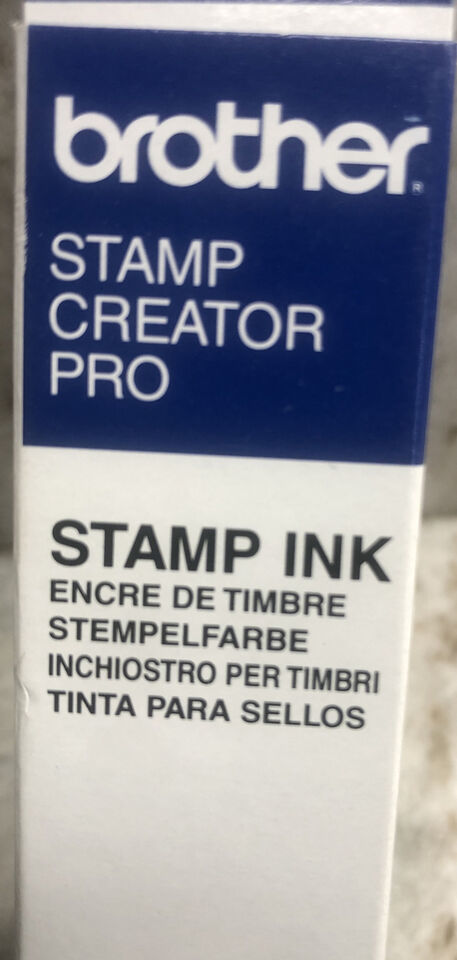 brother®
STAMP
CREATOR
PRO
STAMP INK
ENCRE DE TIMBRE
STEMPELFARBE
INCHIOSTRO PER TIMBRI
TINTA PARA SELLOS